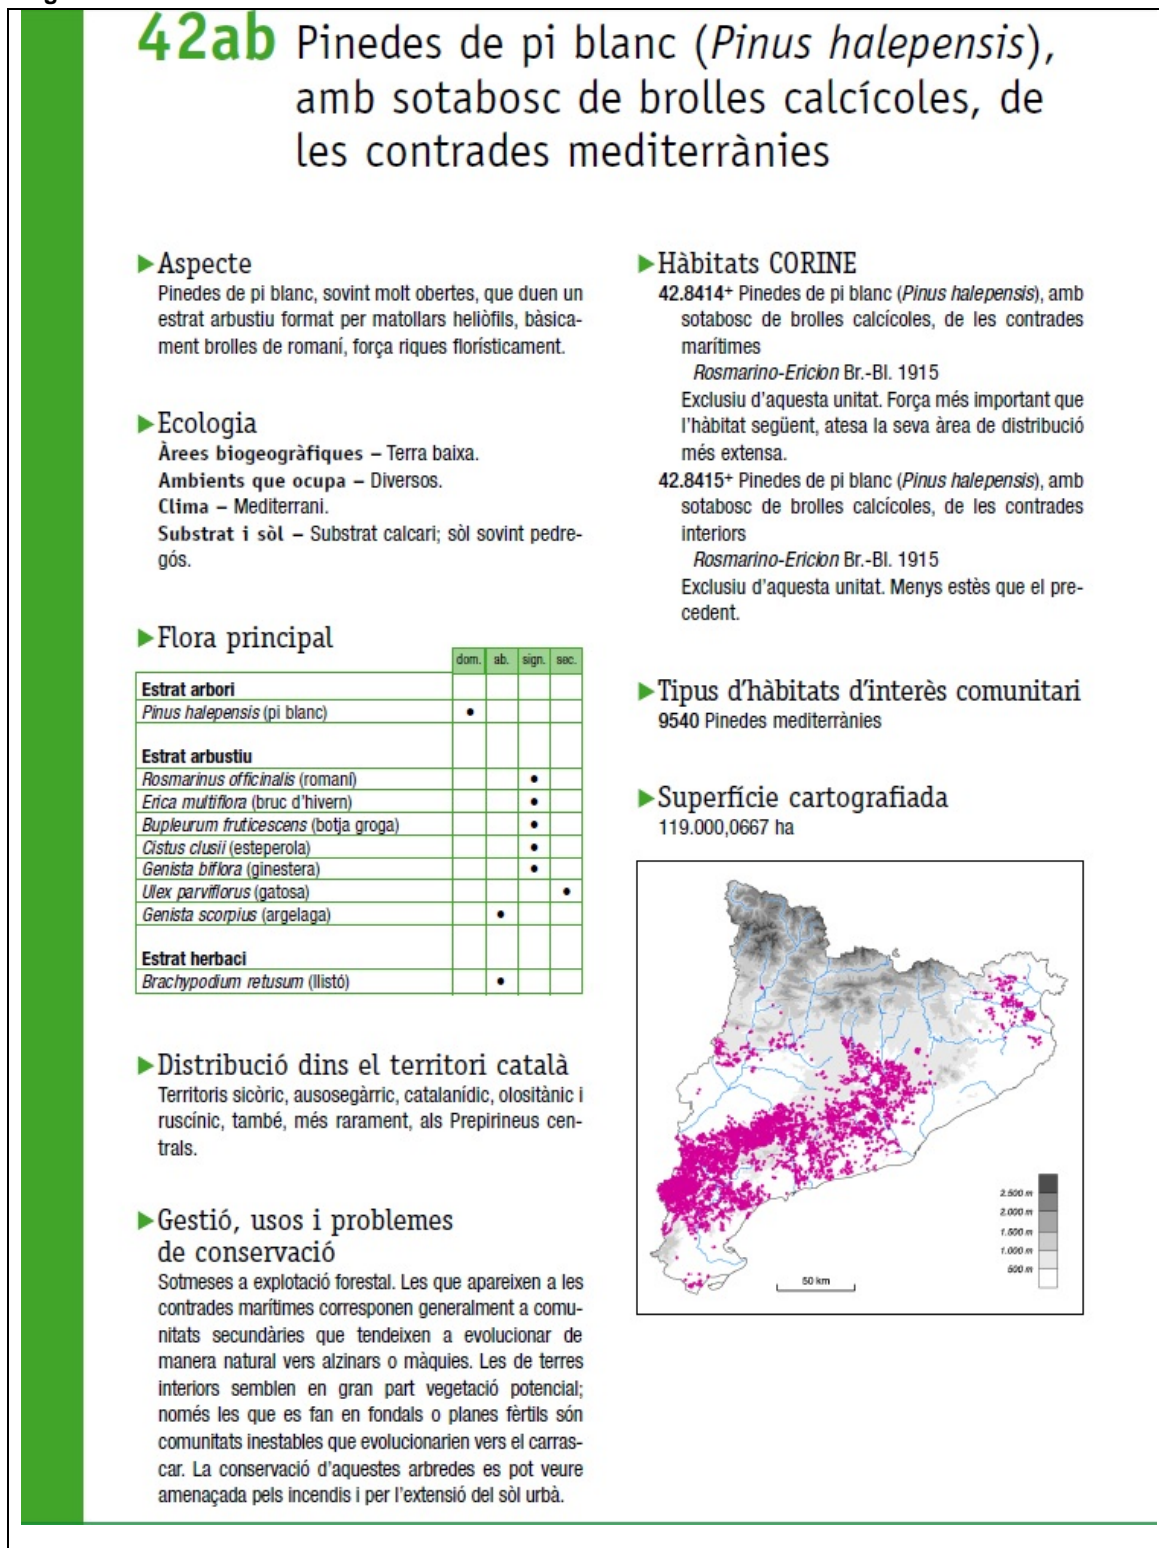 42ab Pinedes de pi blanc (Pinus halepensis),
amb sotabosc de brolles calcícoles, de
les contrades mediterrànies
Aspecte
Pinedes de pi blanc, sovint molt obertes, que duen un
estrat arbustiu format per matollars heliòfils, bàsica-
ment brolles de romaní, força riques florísticament.
Ecologia
Àrees biogeogràfiques – Terra baixa.
Ambients que ocupa – Diversos.
Clima – Mediterrani.
Substrat i sòl – Substrat calcari; sòl sovint pedre-
gós.
Flora principal
dom. ab. sign. sec.
Estrat arbori
Pinus halepensis (pi blanc) •
Estrat arbustiu
Rosmarinus officinalis (romaní) •
Erica multiflora (bruc d'hivern) •
Bupleurum fruticescens (botja groga) •
Cistus clusii (esteperola) •
Genista biflora (ginestera) •
Ulex parviflorus (gatosa) •
Genista scorpius (argelaga) •
Estrat herbaci
Brachypodium retusum (llistó) •
Distribució dins el territori català
Territoris sicòric, ausosegàrric, catalanídic, olositànic i
ruscínic, també, més rarament, als Prepirineus cen-
trals.
Gestió, usos i problemes
de conservació
Sotmeses a explotació forestal. Les que apareixen a les
contrades marítimes corresponen generalment a comu-
nitats secundàries que tendeixen a evolucionar de
manera natural vers alzinars o màquies. Les de terres
interiors semblen en gran part vegetació potencial;
només les que es fan en fondals o planes fèrtils són
comunitats inestables que evolucionarien vers el carras-
car. La conservació d'aquestes arbredes es pot veure
amenaçada pels incendis i per l'extensió del sòl urbà.
Hàbitats CORINE
42.8414+ Pinedes de pi blanc (Pinus halepensis), amb
sotabosc de brolles calcícoles, de les contrades
marítimes
Rosmarino-Ericion Br.-Bl. 1915
Exclusiu d'aquesta unitat. Força més important que
l'hàbitat següent, atesa la seva àrea de distribució
més extensa.
42.8415+ Pinedes de pi blanc (Pinus halepensis), amb
sotabosc de brolles calcícoles, de les contrades
interiors
Rosmarino-Ericion Br.-Bl. 1915
Exclusiu d'aquesta unitat. Menys estès que el pre-
cedent.
Tipus d'hàbitats d'interès comunitari
9540 Pinedes mediterrànies
Superfície cartografiada
119.000,0667 ha
2.500 m
2.000 m
1.500 m
1.000 m
500 m
50 km